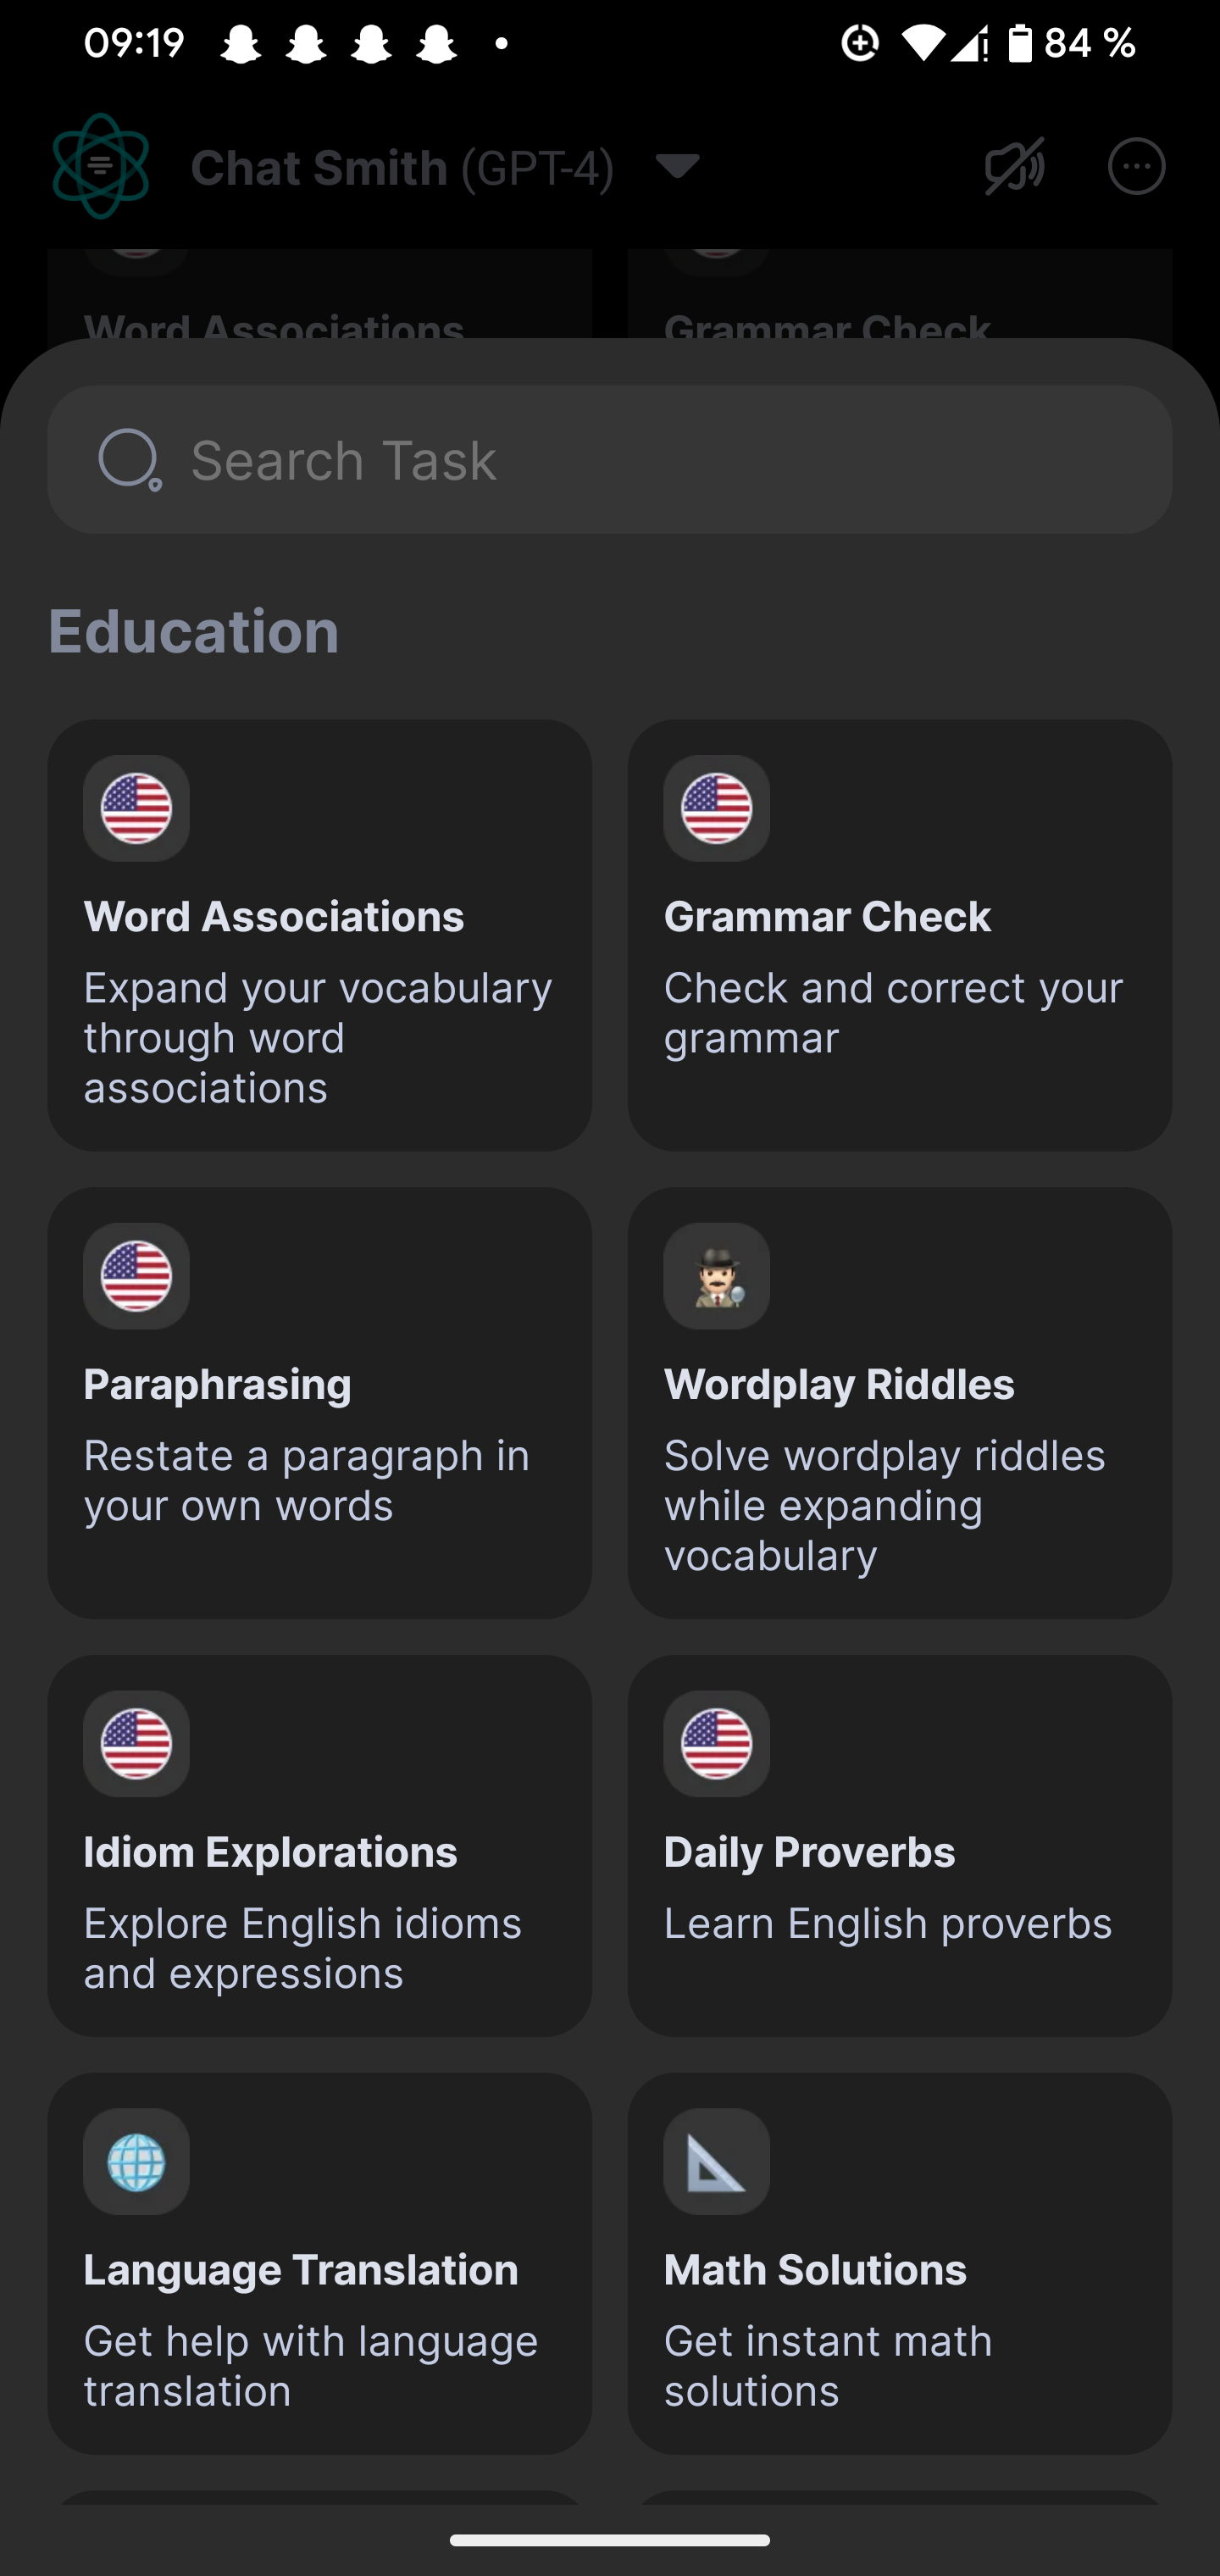 09:19
84 %
Chat Smith (GPT-4)
Word Associations
Grammar Check
Search Task
Education
Word Associations
Expand your vocabulary
through word
associations
Grammar Check
Check and correct your
grammar
Paraphrasing
Restate a paragraph in
your own words
Wordplay Riddles
Solve wordplay riddles
while expanding
vocabulary
Idiom Explorations
Explore English idioms
and expressions
Daily Proverbs
Learn English proverbs
Language Translation
Get help with language
translation
Math Solutions
Get instant math
solutions